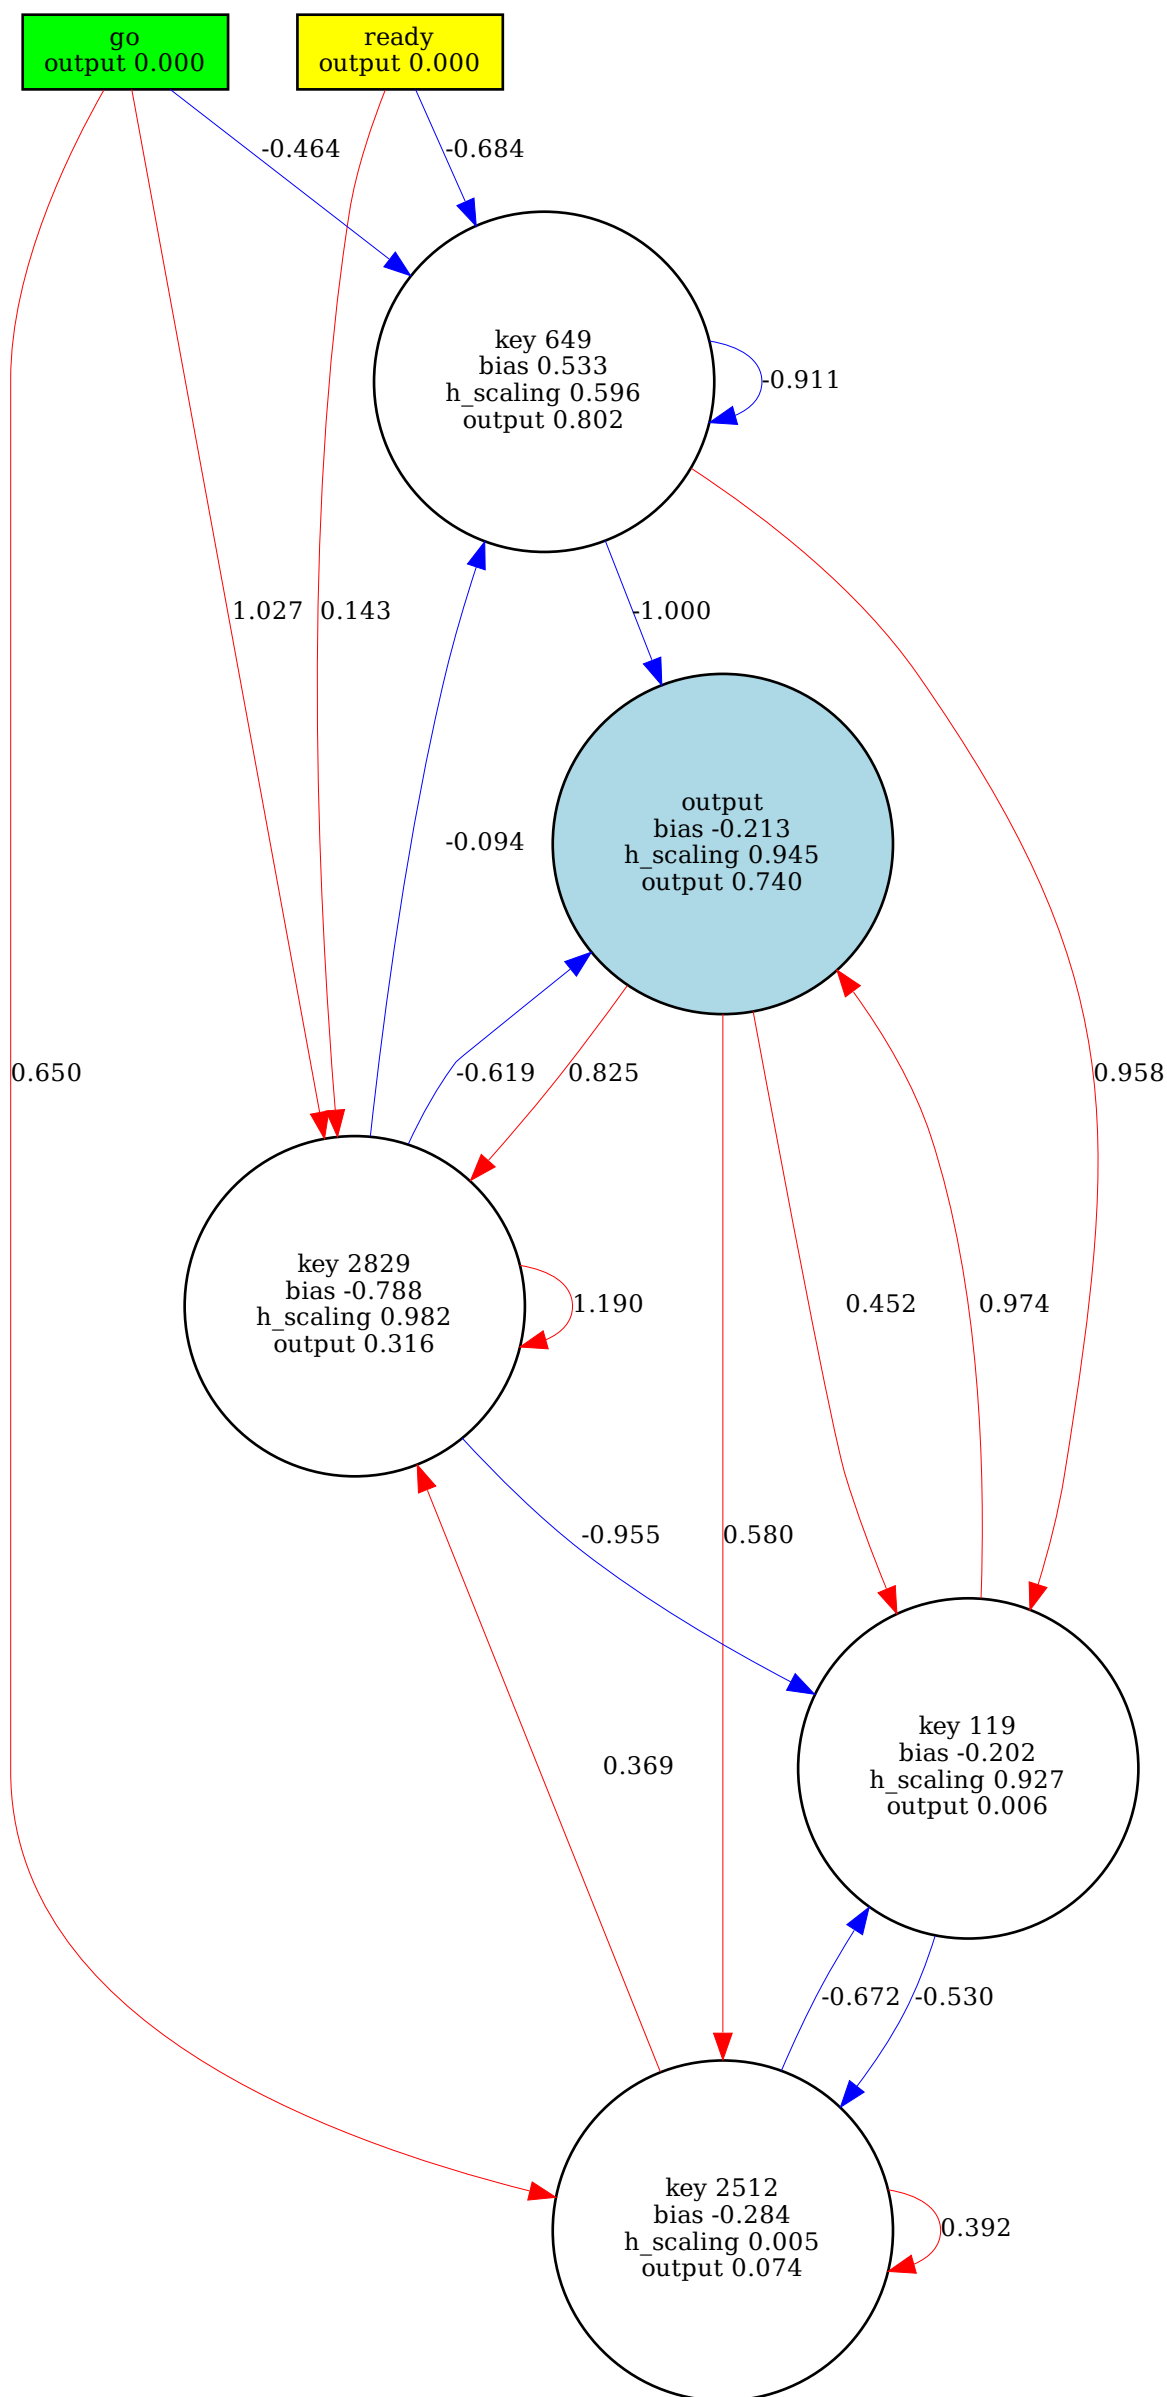 go
output 0.000
ready
output 0.000
-0.464
-0.684
key 649
bias 0.533
h_scaling 0.596
output 0.802
-0.911
1.027
0.143
-1.000
output
bias -0.213
h_scaling 0.945
output 0.740
-0.094
0.650
-0.619
0.825
0.958
key 2829
bias -0.788
h_scaling 0.982
output 0.316
1.190
0.452
0.974
-0.955
0.580
key 119
bias -0.202
h_scaling 0.927
output 0.006
0.369
-0.672
-0.530
key 2512
bias -0.284
h_scaling 0.005
output 0.074
0.392